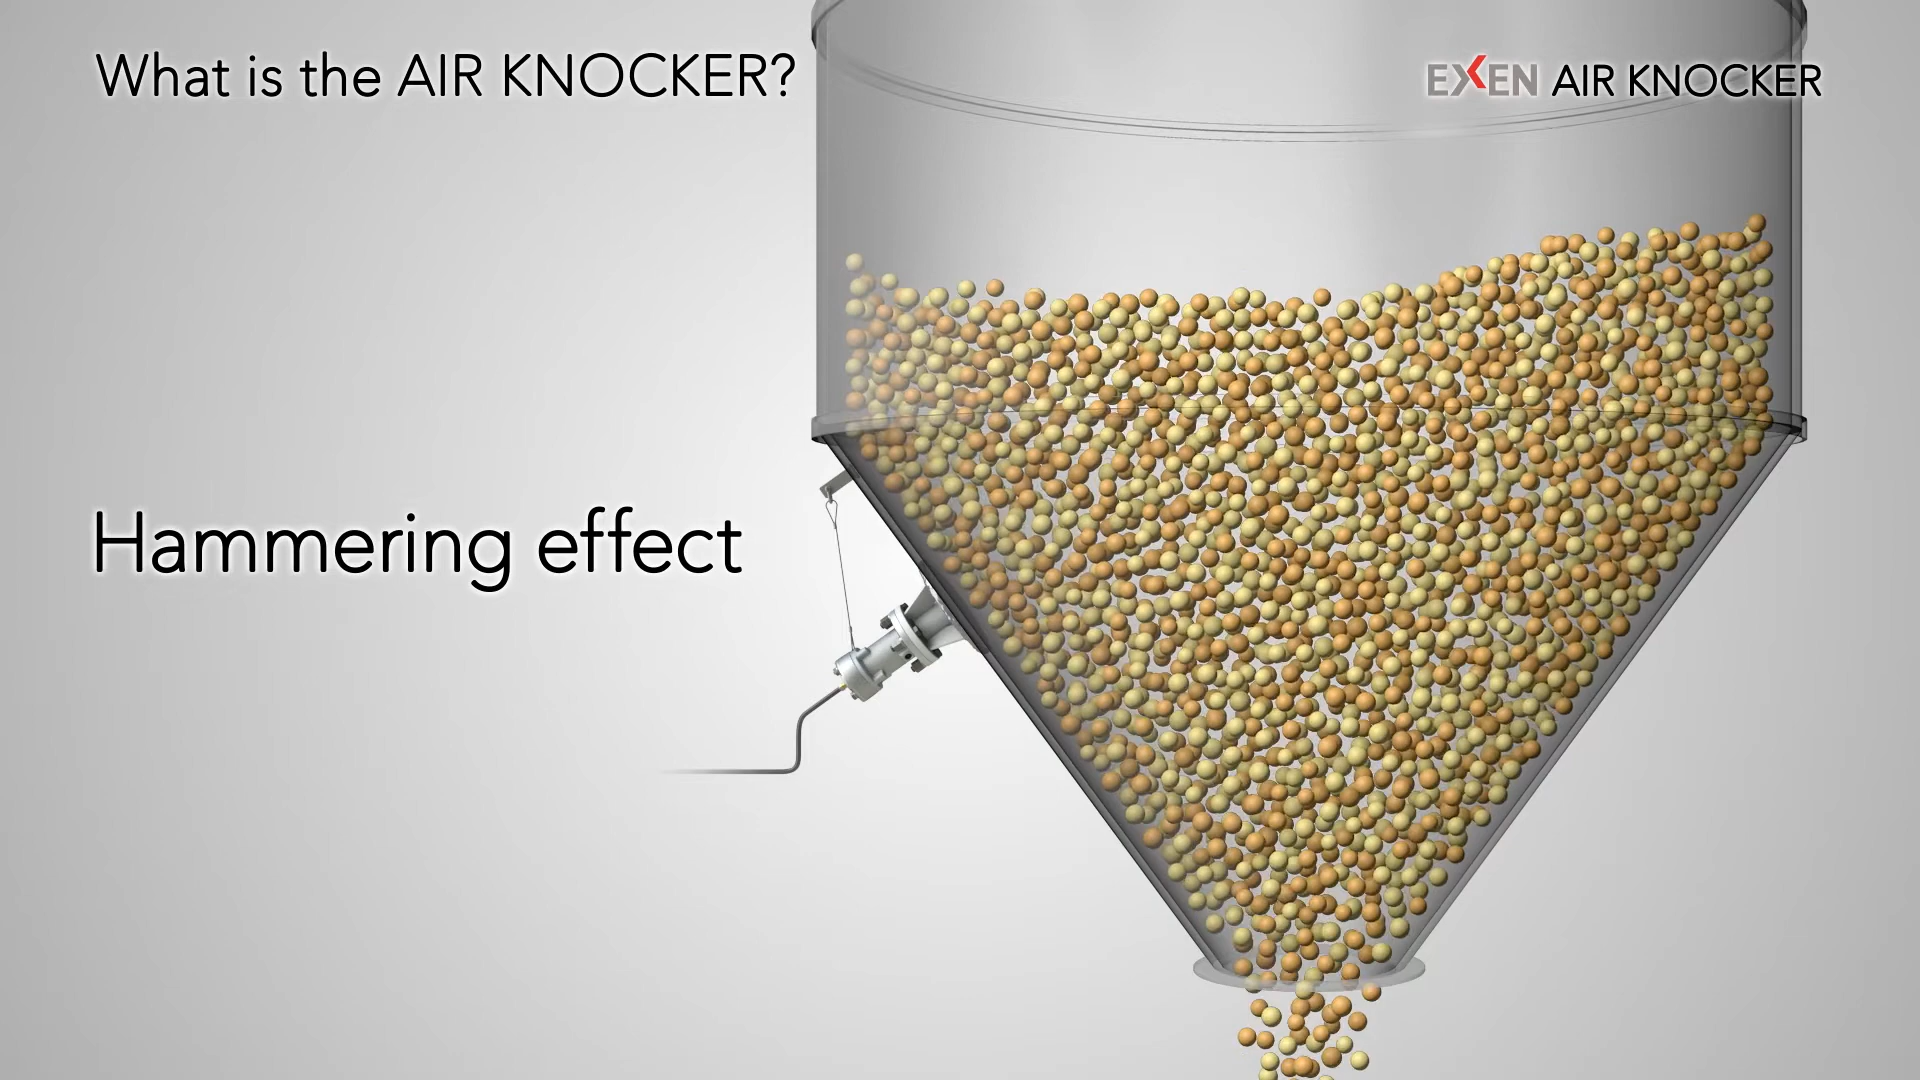 What is the AIR KNOCKER?
EXEN AIR KNOCKER
Hammering effect